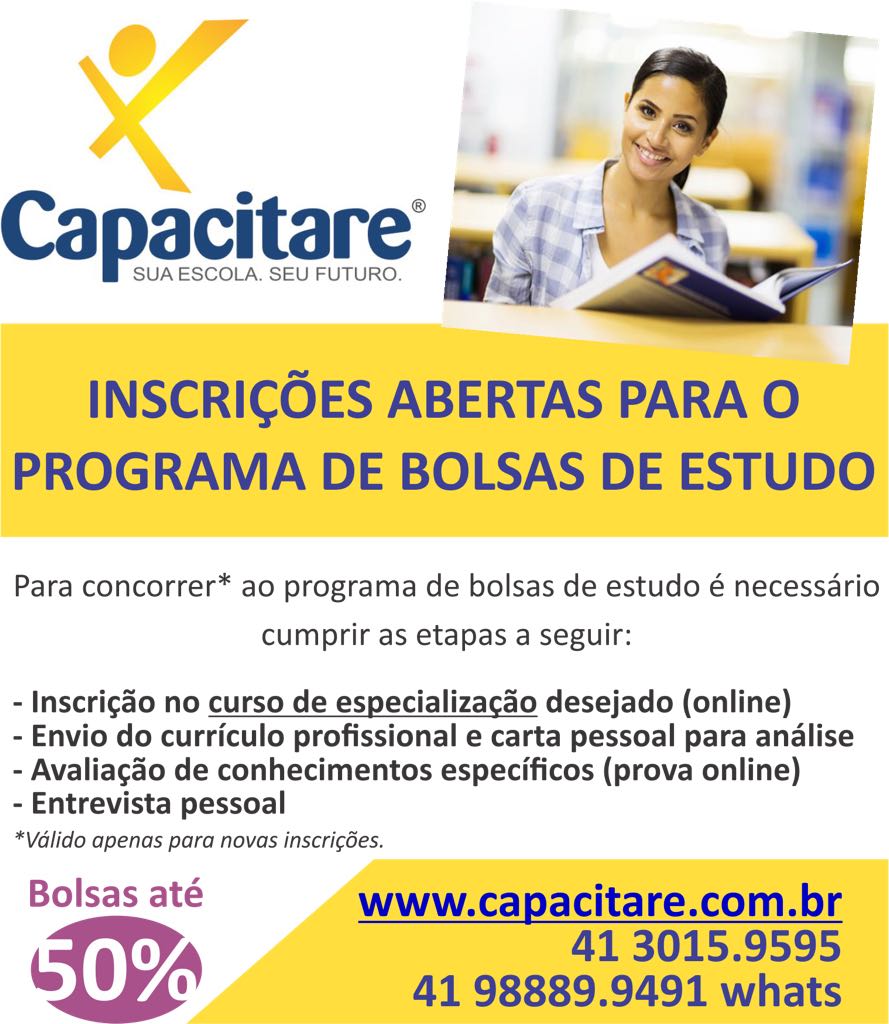 Capacitare®
SUA ESCOLA. SEU FUTURO.
INSCRIÇÕES ABERTAS PARA O
PROGRAMA DE BOLSAS DE ESTUDO
Para concorrer* ao programa de bolsas de estudo é necessário
cumprir as etapas a seguir:
- Inscrição no curso de especialização desejado (online)
- Envio do currículo profissional e carta pessoal para análise
- Avaliação de conhecimentos específicos (prova online)
- Entrevista pessoal
*Válido apenas para novas inscrições.
Bolsas até
50%
www.capacitare.com.br
41 3015.9595
41 98889.9491 whats